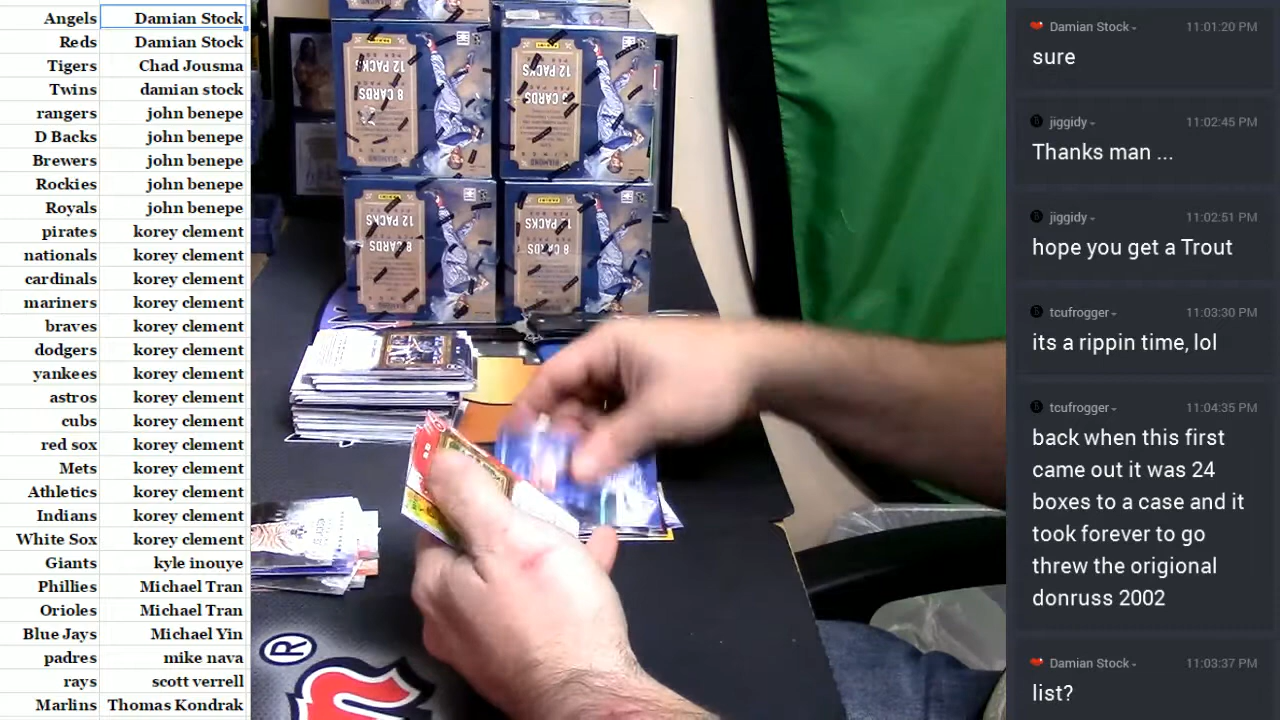 Angels Damian Stock
Reds Damian Stock
Tigers Chad Jousma
Twins damian stock
rangers john benepe
D Backs john benepe
Brewers john benepe
Rockies john benepe
Royals john benepe
pirates korey clement
nationals korey clement
cardinals korey clement
mariners korey clement
braves korey clement
dodgers korey clement
yankees korey clement
astros korey clement
cubs korey clement
red sox korey clement
Mets korey clement
Athletics korey clement
Indians korey clement
White Sox korey clement
Giants kyle inouye
Phillies Michael Tran
Orioles Michael Tran
Blue Jays Michael Yin
padres mike nava
rays scott verrell
Marlins Thomas Kondrak
12 PACKS
8 CARDS
DIAMOND
12 PACKS
8 CARDS
DIAMOND
12 PACKS
8 CARDS
12 PACKS
8 CARDS
®
Damian Stock 11:01:20 PM
sure
jiggidy 11:02:45 PM
Thanks man ...
jiggidy 11:02:51 PM
hope you get a Trout
tcufrogger 11:03:30 PM
its a rippin time, lol
tcufrogger 11:04:35 PM
back when this first
came out it was 24
boxes to a case and it
took forever to go
threw the origional
donruss 2002
Damian Stock 11:03:37 PM
list?